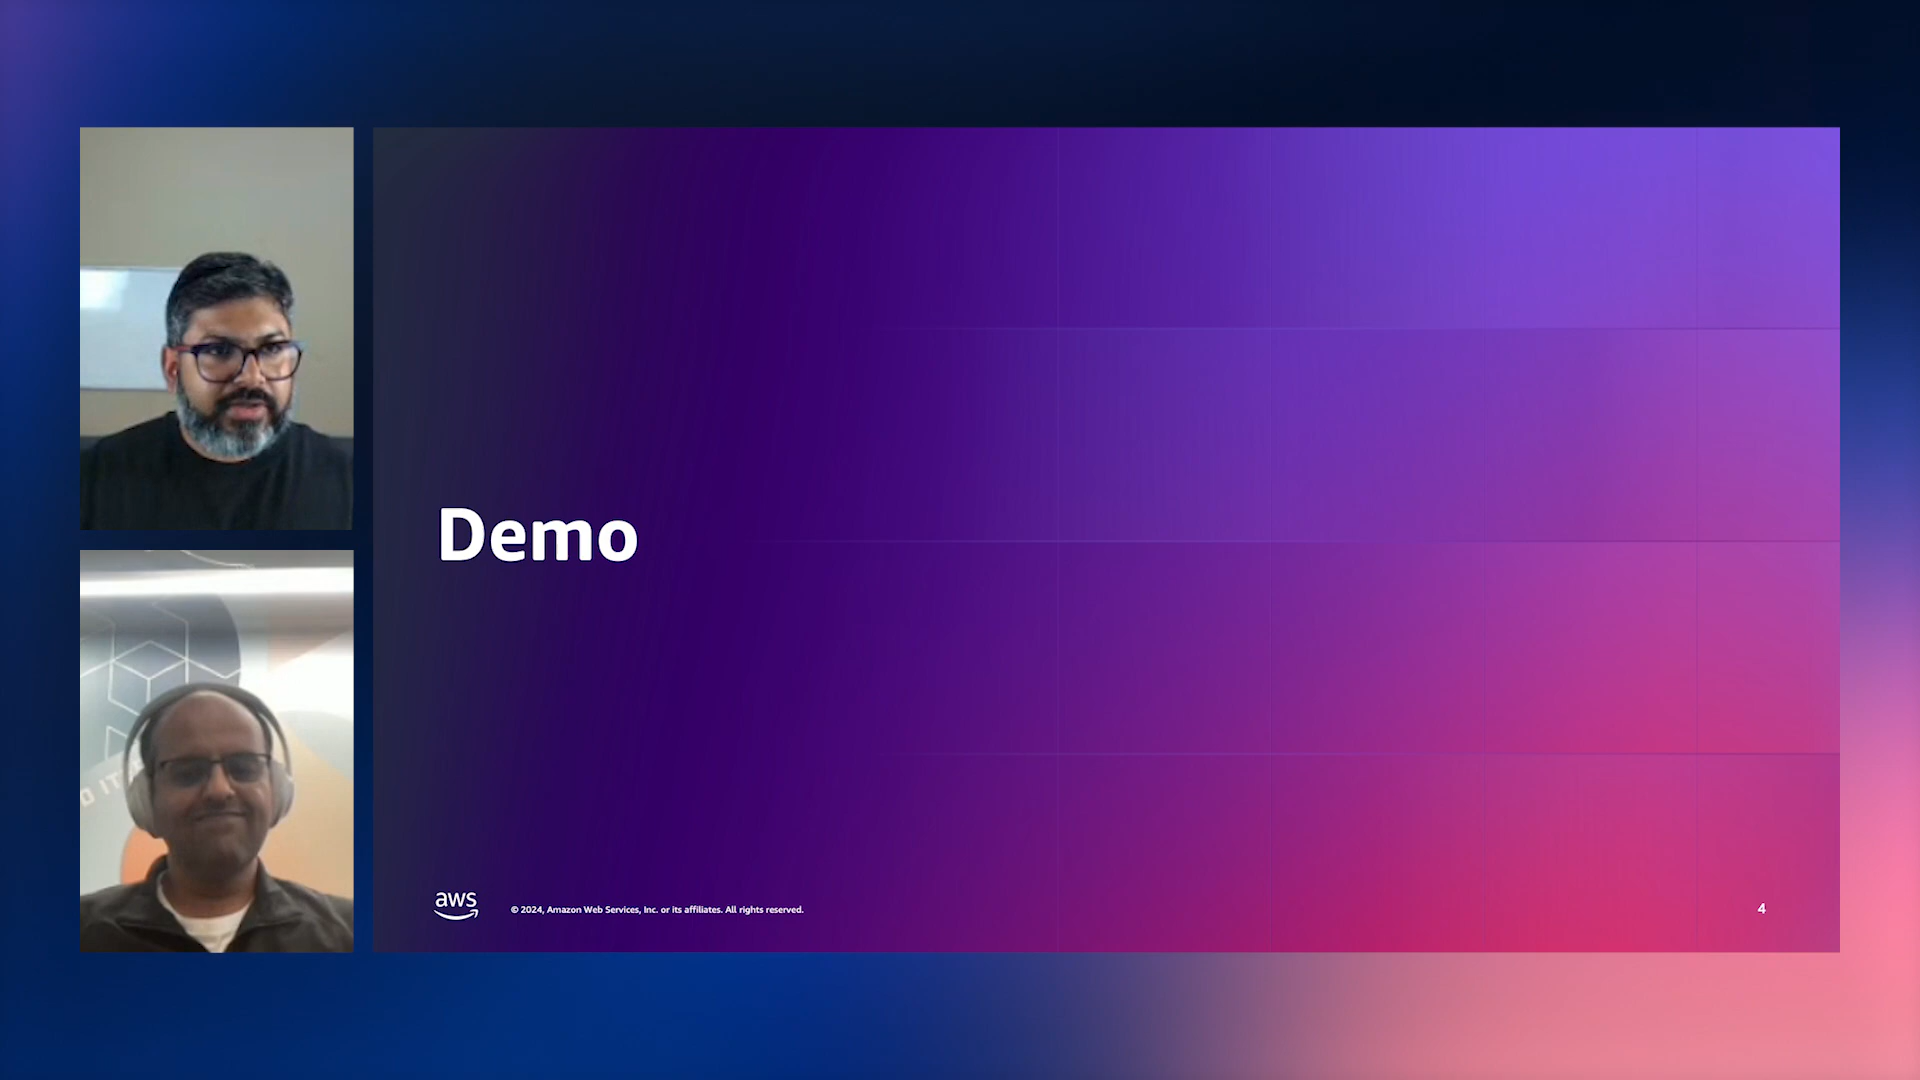 Demo
aws
© 2024, Amazon Web Services, Inc. or its affiliates. All rights reserved.
4